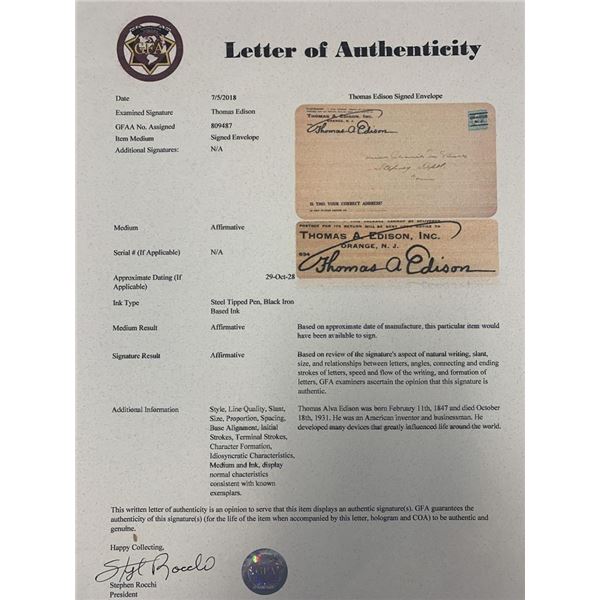 GFA
Letter of Authenticity
Date 7/5/2018 Thomas Edison Signed Envelope
Examined Signature Thomas Edison
GFAA No. Assigned 809487
Item Medium Signed Envelope
Additional Signatures: N/A
THOMAS A. EDISON, INC.
ORANGE, N. J.
Thomas A Edison
IS THIS YOUR CORRECT ADDRESS?
THOMAS A. EDISON, INC.
ORANGE, N. J.
Thomas A Edison
Medium Affirmative
Serial # (If Applicable) N/A
Approximate Dating (If
Applicable) 29-Oct-28
Ink Type Steel Tipped Pen, Black Iron
Based Ink
Medium Result Affirmative Based on approximate date of manufacture, this particular item would
have been available to sign.
Signature Result Affirmative Based on review of the signature's aspect of natural writing, slant,
size, and relationships between letters, angles, connecting and ending
strokes of letters, speed and flow of the writing, and formation of
letters, GFA examiners ascertain the opinion that this signature is
authentic.
Additional Information Style, Line Quality, Slant, Thomas Alva Edison was born February 11th, 1847 and died October
Size, Proportion, Spacing, 18th, 1931. He was an American inventor and businessman. He
Base Alignment, Initial developed many devices that greatly influenced life around the world.
Strokes, Terminal Strokes,
Character Formation,
Idiosyncratic Characteristics,
Medium and Ink, display
normal chacteristics
consistent with known
exemplars.
This written letter of authenticity is an opinion to serve that this item displays an authentic signature(s). GFA guarantees the
authenticity of this signature(s) (for the life of the item when accompanied by this letter, hologram and COA) to be authentic and
genuine.
Happy Collecting,
Stephen Rocchi
President
GFA